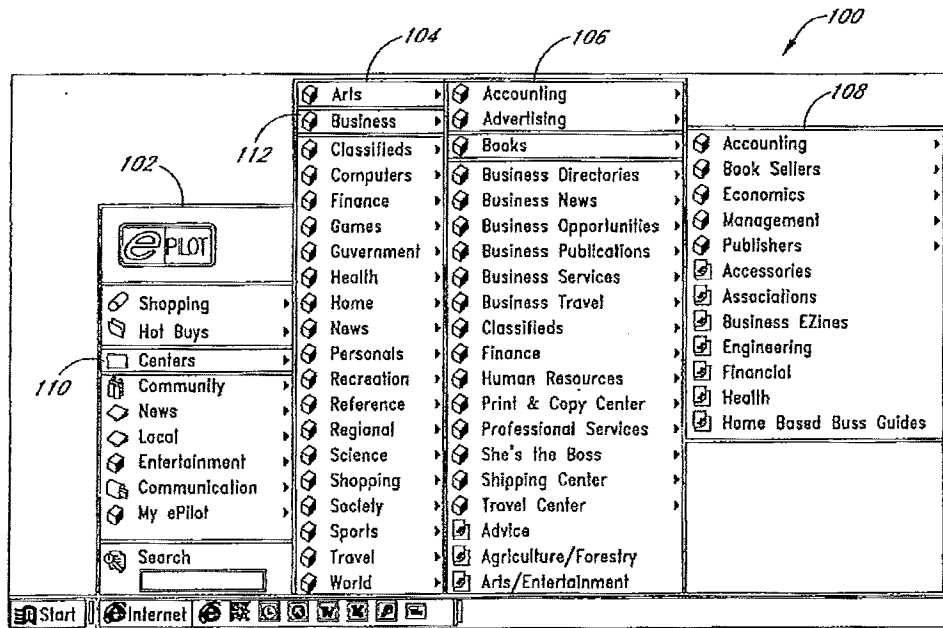 100
104
106
108
102
112
110
e PILOT
Shopping
Hot Buys
Centers
Community
News
Local
Entertainment
Communication
My ePilot
Search
Arts
Business
Classifieds
Computers
Finance
Games
Guvernment
Health
Home
News
Personals
Recreation
Reference
Regional
Science
Shopping
Society
Sports
Travel
World
Accounting
Advertising
Books
Business Directories
Business News
Business Opportunities
Business Publications
Business Services
Business Travel
Classifieds
Finance
Human Resources
Print & Copy Center
Professional Services
She's the Boss
Shipping Center
Travel Center
Advice
Agriculture/Forestry
Arts/Entertainment
Accounting
Book Sellers
Economics
Management
Publishers
Accessories
Associations
Business EZines
Engineering
Financial
Health
Home Based Buss Guides
Start
Internet